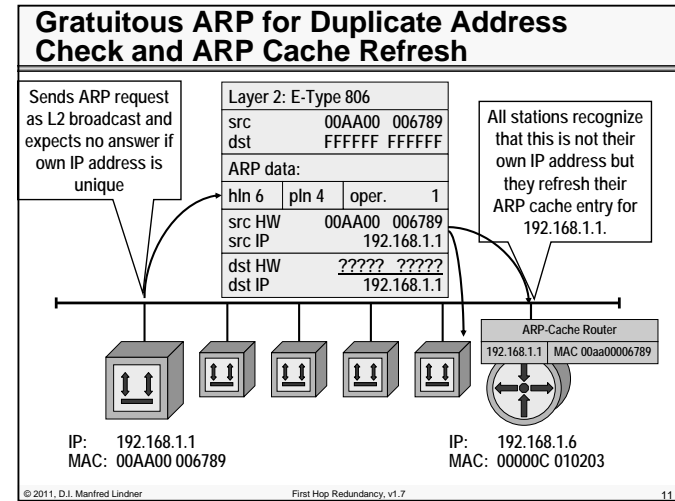 Gratuitous ARP for Duplicate Address
Check and ARP Cache Refresh
Sends ARP request
as L2 broadcast and
expects no answer if
own IP address is
unique
Layer 2: E-Type 806
src 00AA00 006789
dst FFFFFF FFFFFF
ARP data:
hln 6 pln 4 oper. 1
src HW 00AA00 006789
src IP 192.168.1.1
dst HW ????? ?????
dst IP 192.168.1.1
All stations recognize
that this is not their
own IP address but
they refresh their
ARP cache entry for
192.168.1.1.
ARP-Cache Router
192.168.1.1 MAC 00aa00006789
IP: 192.168.1.1
MAC: 00AA00 006789
IP: 192.168.1.6
MAC: 00000C 010203
© 2011, D.I. Manfred Lindner First Hop Redundancy, v1.7 11